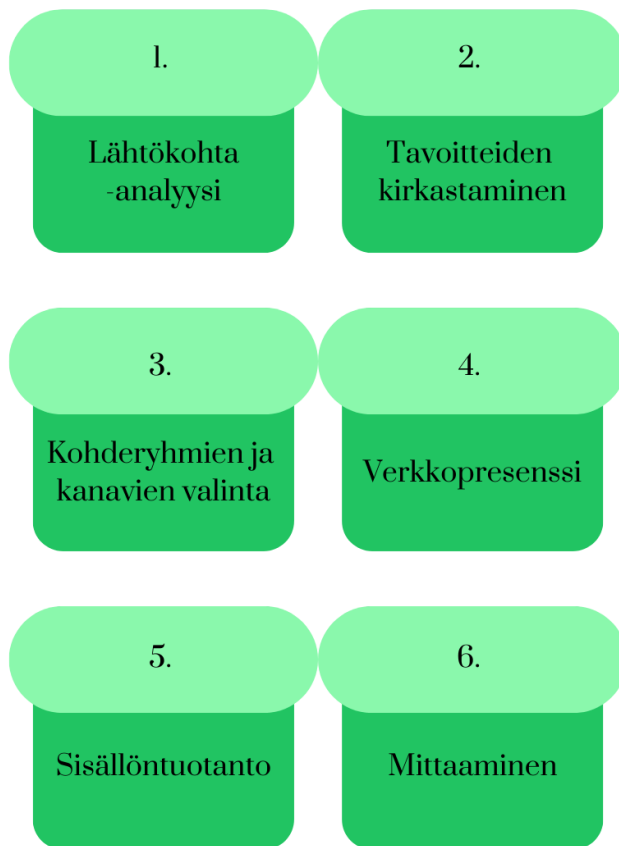 1.
Lähtökohta
-analyysi
2.
Tavoitteiden
kirkastaminen
3.
Kohderyhmien ja
kanavien valinta
4.
Verkkopresenssi
5.
Sisällöntuotanto
6.
Mittaaminen